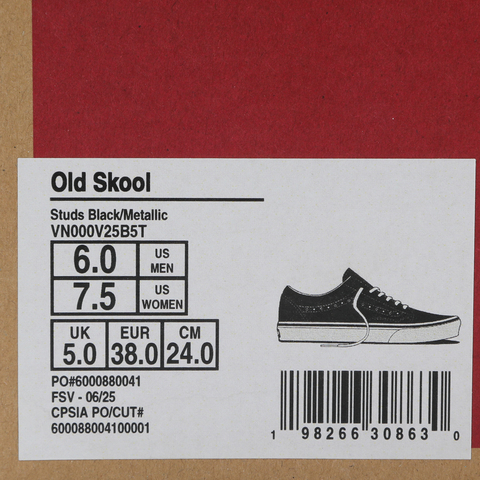 Old Skool
Studs Black/Metallic
VN000V25B5T
6.0 US MEN
7.5 US WOMEN
UK EUR CM
5.0 38.0 24.0
PO#6000880041
FSV - 06/25
CPSIA PO/CUT#
600088004100001
1 98266 30863 0